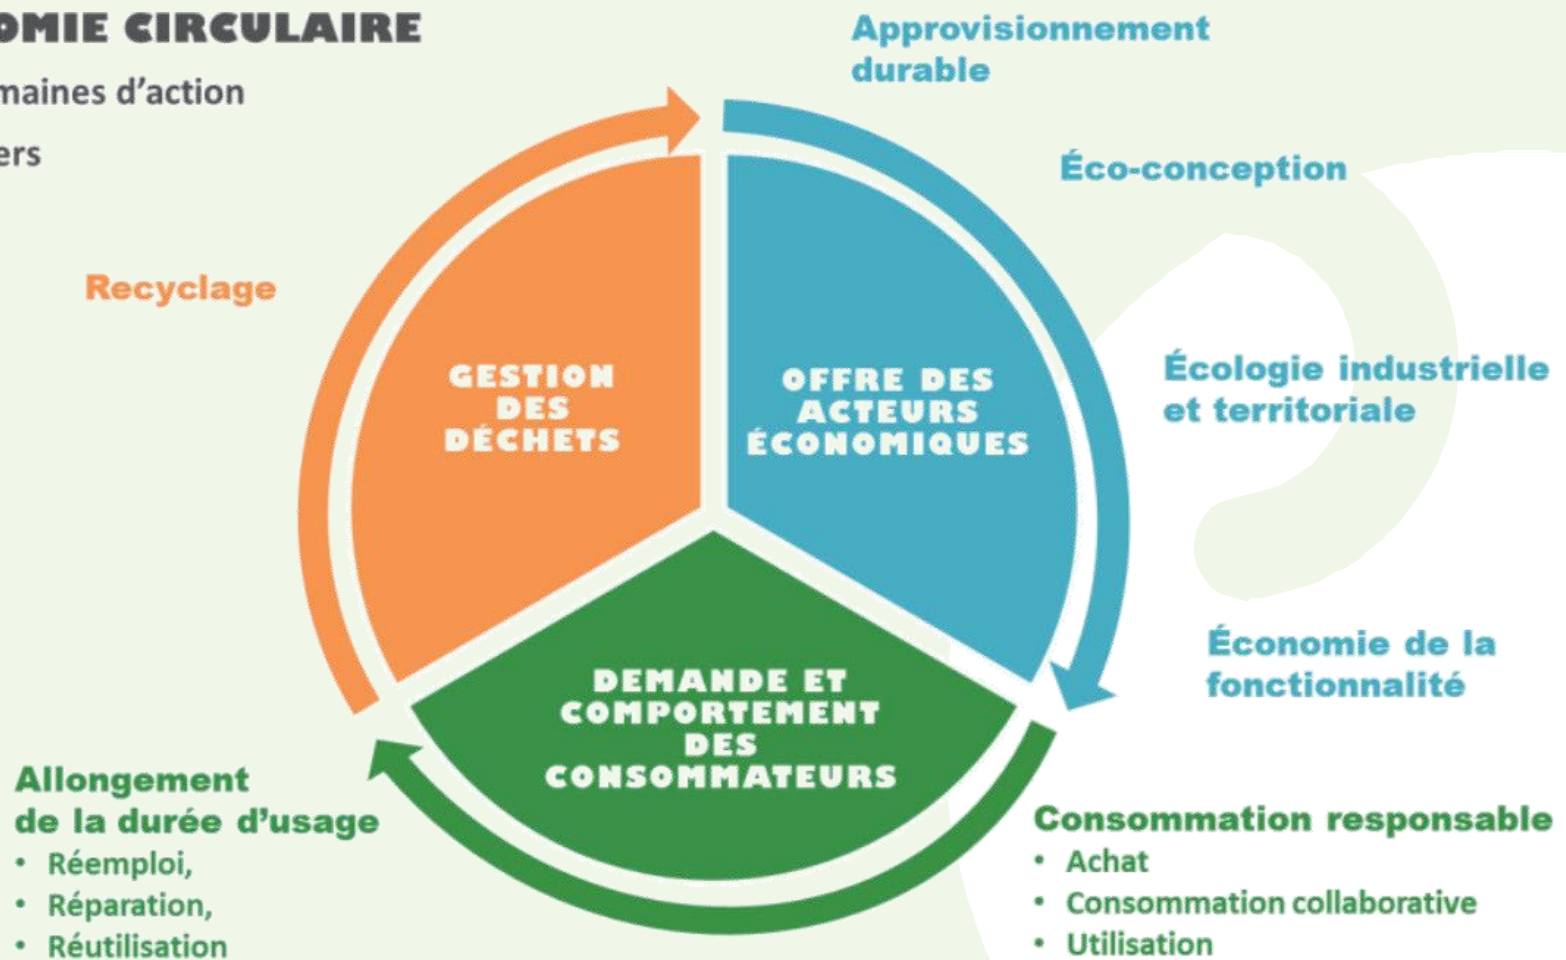 OMIE CIRCULAIRE
maines d'action
ers
Approvisionnement
durable
Éco-conception
Écologie industrielle
et territoriale
Économie de la
fonctionnalité
Recyclage
GESTION
DES
DÉCHETS
OFFRE DES
ACTEURS
ÉCONOMIQUES
DEMANDE ET
COMPORTEMENT
DES
CONSOMMATEURS
Consommation responsable
• Achat
• Consommation collaborative
• Utilisation
Allongement
de la durée d'usage
• Réemploi,
• Réparation,
• Réutilisation